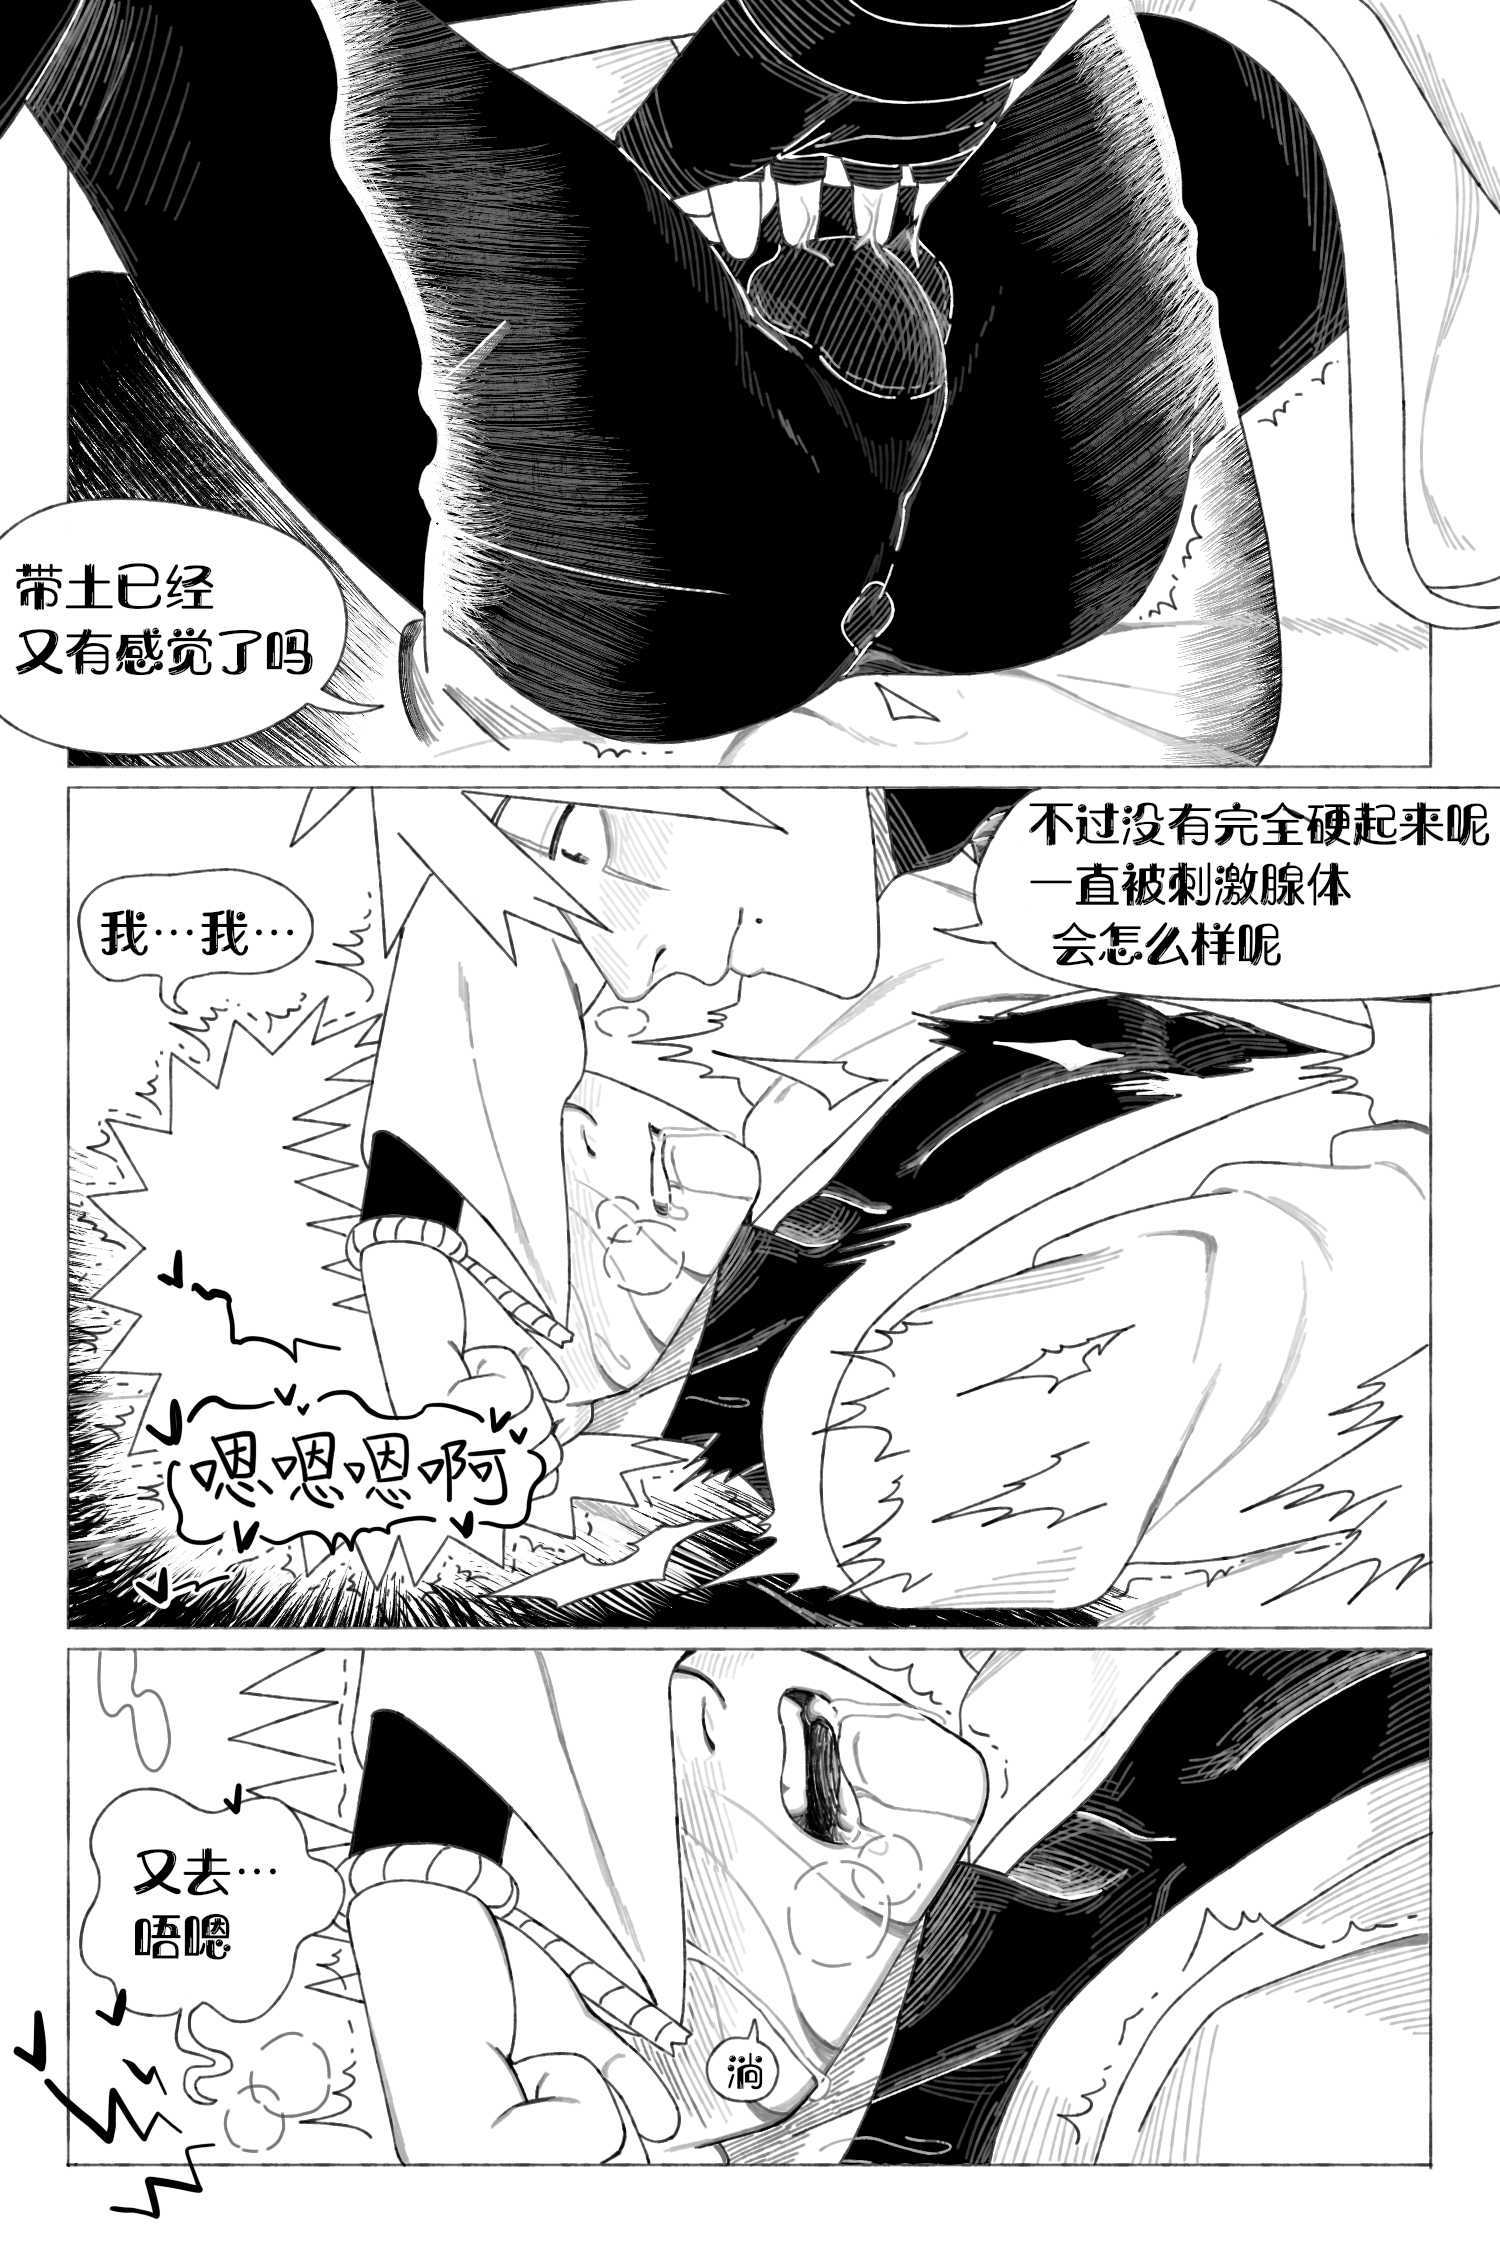 带土已经
又有感觉了吗
不过没有完全硬起来呢
一直被刺激腺体
会怎么样呢
我…我…
嗯嗯嗯啊
又去…
唔嗯
淌